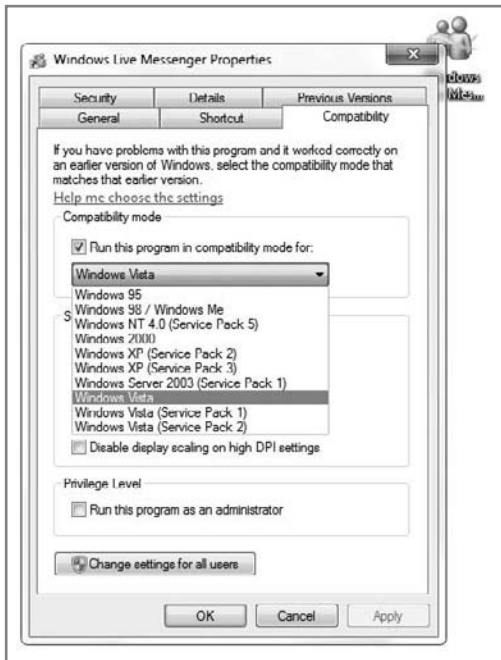 Windows Live Messenger Properties
dows
Mes...
Security Details Previous Versions
General Shortcut Compatibility
If you have problems with this program and it worked correctly on
an earlier version of Windows, select the compatibility mode that
matches that earlier version.
Help me choose the settings
Compatibility mode
Run this program in compatibility mode for:
Windows Vista
Windows 95
Windows 98 / Windows Me
Windows NT 4.0 (Service Pack 5)
Windows 2000
Windows XP (Service Pack 2)
Windows XP (Service Pack 3)
Windows Server 2003 (Service Pack 1)
Windows Vista
Windows Vista (Service Pack 1)
Windows Vista (Service Pack 2)
S
Disable display scaling on high DPI settings
Privilege Level
Run this program as an administrator
Change settings for all users
OK Cancel Apply